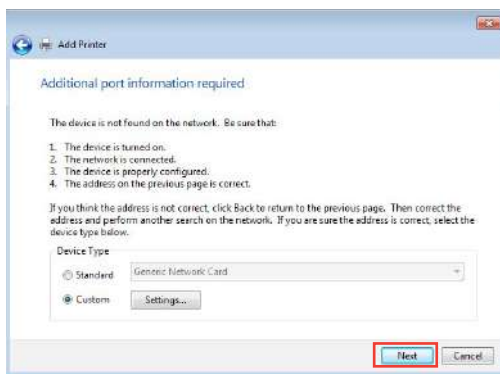 Add Printer
Additional port information required
The device is not found on the network. Be sure that:
1. The device is turned on.
2. The network is connected.
3. The device is properly configured.
4. The address on the previous page is correct.
If you think the address is not correct, click Back to return to the previous page. Then correct the
address and perform another search on the network. If you are sure the address is correct, select the
device type below.
Device Type
Standard Generic Network Card
Custom Settings...
Next Cancel